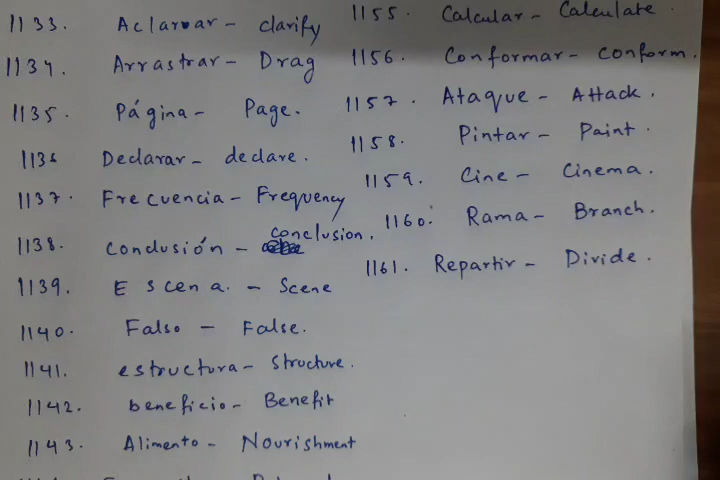 1133. Aclarar - clarify
1134. Arrastrar - Drag
1135. Página - Page.
1136 Declarar - declare.
1137. Frecuencia - Frequency
1138. Conclusión - conclusion.
1139. Escena. - Scene
1140. Falso - False.
1141. estructura - Structure.
1142. beneficio - Benefit
1143. Alimento - Nourishment
1155. Calcular - Calculate.
1156. Conformar - conform.
1157. Ataque - Attack.
1158. Pintar - Paint.
1159. Cine - Cinema.
1160. Rama - Branch.
1161. Repartir - Divide.